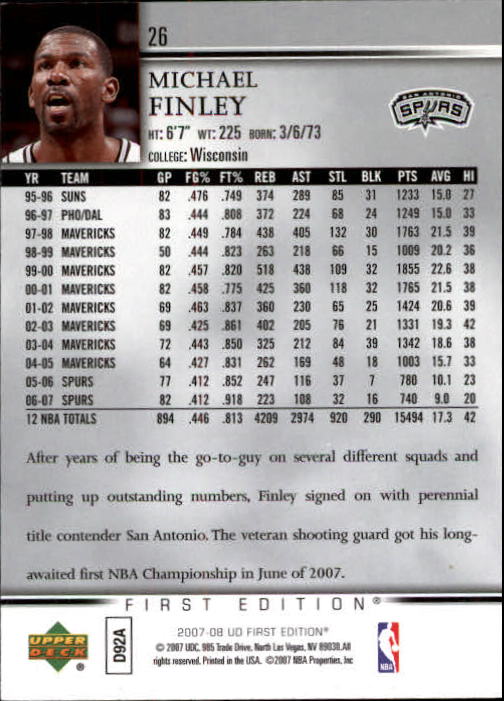 26
MICHAEL
FINLEY
SAN ANTONIO
SPURS
HT: 6'7" WT: 225 BORN: 3/6/73
COLLEGE: Wisconsin
YR TEAM GP FG% FT% REB AST STL BLK PTS AVG HI
95-96 SUNS 82 .476 .749 374 289 85 31 1233 15.0 27
96-97 PHO/DAL 83 .444 .808 372 224 68 24 1249 15.0 33
97-98 MAVERICKS 82 .449 .784 438 405 132 30 1763 21.5 39
98-99 MAVERICKS 50 .444 .823 263 218 66 15 1009 20.2 36
99-00 MAVERICKS 82 .457 .820 518 438 109 32 1855 22.6 38
00-01 MAVERICKS 82 .458 .775 425 360 118 32 1765 21.5 38
01-02 MAVERICKS 69 .463 .837 360 230 65 25 1424 20.6 39
02-03 MAVERICKS 69 .425 .861 402 205 76 21 1331 19.3 42
03-04 MAVERICKS 72 .443 .850 325 212 84 39 1342 18.6 38
04-05 MAVERICKS 64 .427 .831 262 169 48 18 1003 15.7 33
05-06 SPURS 77 .412 .852 247 116 37 7 780 10.1 23
06-07 SPURS 82 .412 .918 223 108 32 16 740 9.0 20
12 NBA TOTALS 894 .446 .813 4209 2974 920 290 15494 17.3 42
After years of being the go-to-guy on several different squads and
putting up outstanding numbers, Finley signed on with perennial
title contender San Antonio. The veteran shooting guard got his long-
awaited first NBA Championship in June of 2007.
FIRST EDITION®
UPPER
DECK
®
D92A
2007-08 UD FIRST EDITION®
© 2007 UDC, 985 Trade Drive, North Las Vegas, NV 89030. All
rights reserved. Printed in the USA. ©2007 NBA Properties, Inc
NBA